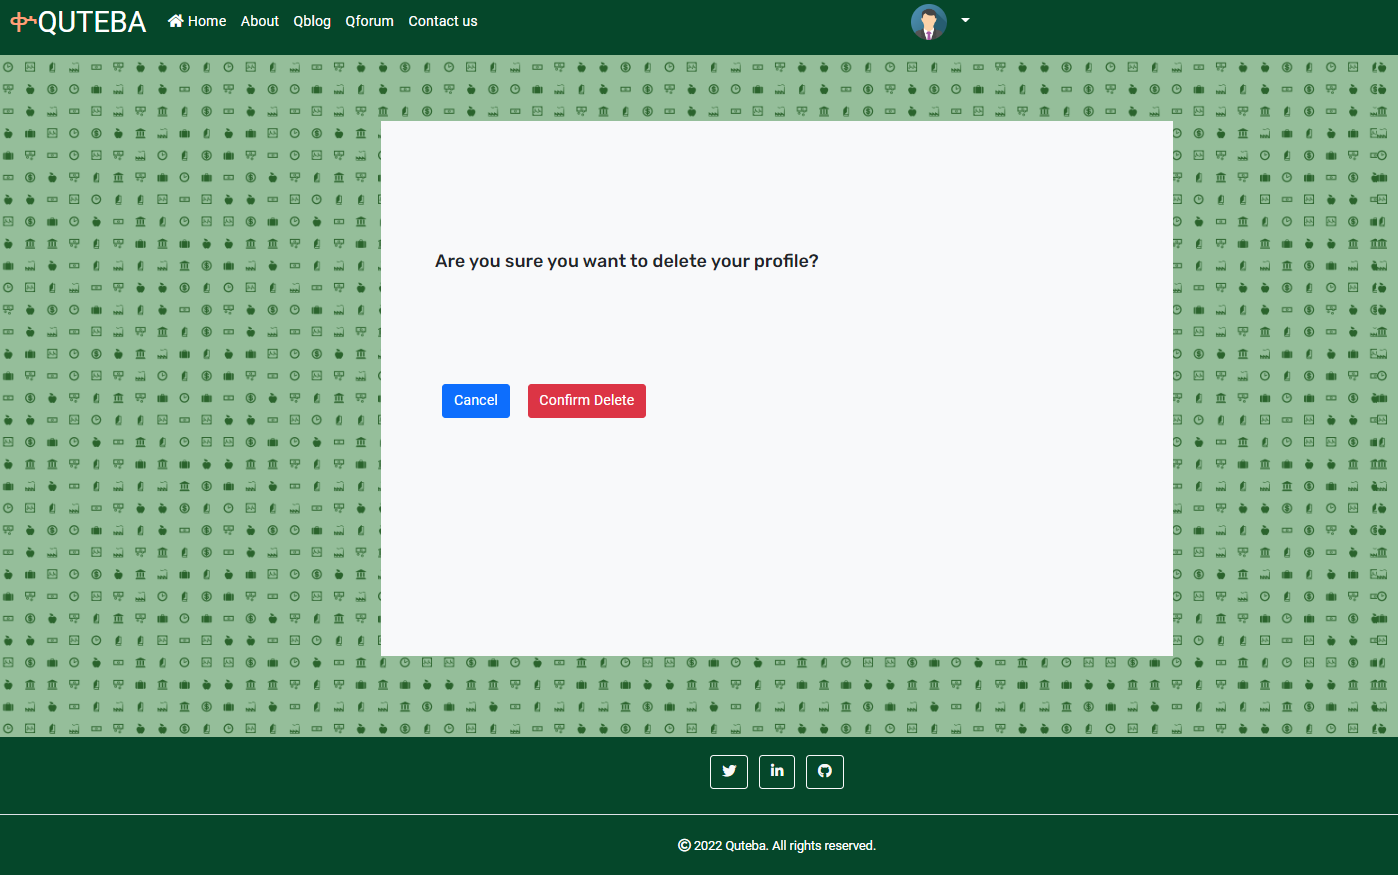 ቁQUTEBA Home About Qblog Qforum Contact us
Are you sure you want to delete your profile?
Cancel Confirm Delete
© 2022 Quteba. All rights reserved.